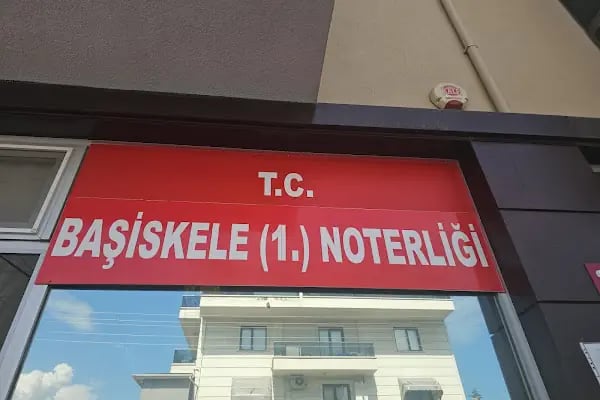 T.C.
BAŞİSKELE (1.) NOTERLİĞİ